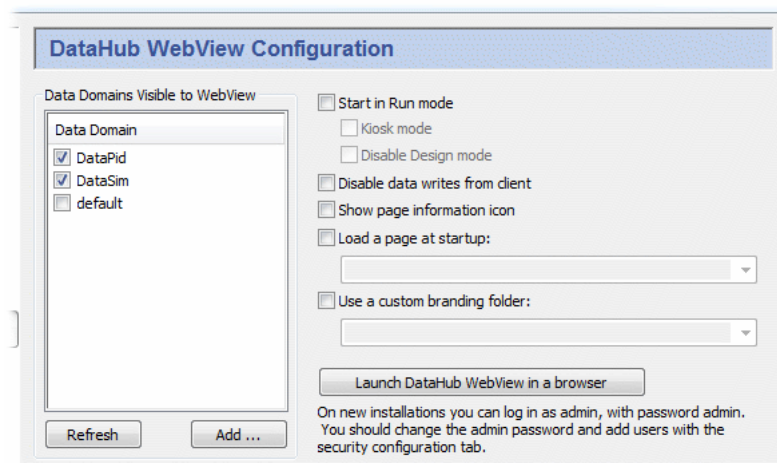 DataHub WebView Configuration
Data Domains Visible to WebView
Data Domain
DataPid
DataSim
default
Refresh
Add ...
Start in Run mode
Kiosk mode
Disable Design mode
Disable data writes from client
Show page information icon
Load a page at startup:
Use a custom branding folder:
Launch DataHub WebView in a browser
On new installations you can log in as admin, with password admin.
You should change the admin password and add users with the
security configuration tab.